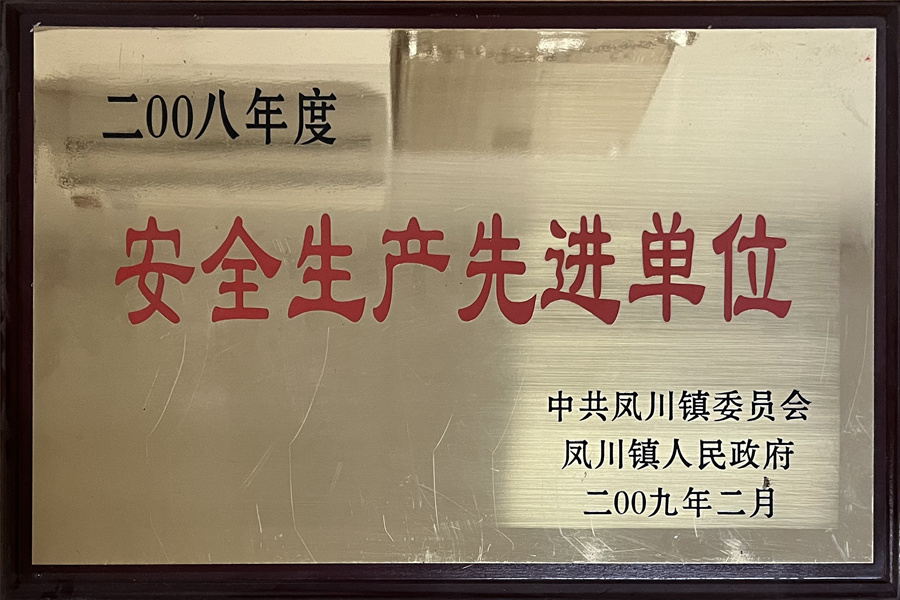 二00八年度
安全生产先进单位
中共凤川镇委员会
凤川镇人民政府
二00九年二月